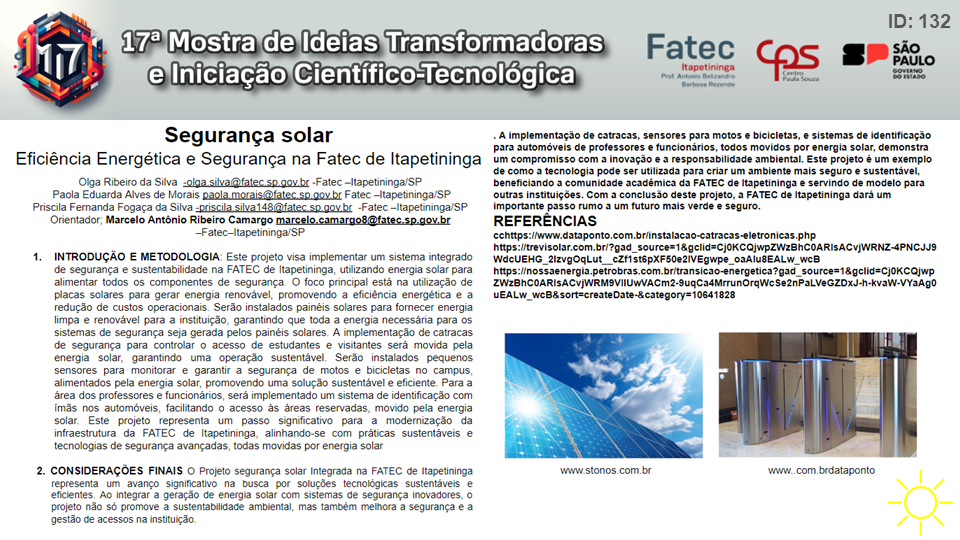 ID: 132
17
17ª Mostra de Ideias Transformadoras
e Iniciação Científico-Tecnológica
Fatec
Itapetininga
Prof. Antonio Belizandro
Barbosa Rezende
CPS
Centro
Paula Souza
SP
SÃO PAULO
GOVERNO
DO ESTADO
Segurança solar
Eficiência Energética e Segurança na Fatec de Itapetininga
Olga Ribeiro da Silva -olga.silva@fatec.sp.gov.br -Fatec –Itapetininga/SP
Paola Eduarda Alves de Morais paola.morais@fatec.sp.gov.br Fatec –Itapetininga/SP
Priscila Fernanda Fogaça da Silva -priscila.silva148@fatec.sp.gov.br -Fatec –Itapetininga/SP
Orientador; Marcelo Antônio Ribeiro Camargo marcelo.camargo8@fatec.sp.gov.br
–Fatec–Itapetininga/SP
1. INTRODUÇÃO E METODOLOGIA: Este projeto visa implementar um sistema integrado
de segurança e sustentabilidade na FATEC de Itapetininga, utilizando energia solar para
alimentar todos os componentes de segurança. O foco principal está na utilização de
placas solares para gerar energia renovável, promovendo a eficiência energética e a
redução de custos operacionais. Serão instalados painéis solares para fornecer energia
limpa e renovável para a instituição, garantindo que toda a energia necessária para os
sistemas de segurança seja gerada pelos painéis solares. A implementação de catracas
de segurança para controlar o acesso de estudantes e visitantes será movida pela
energia solar, garantindo uma operação sustentável. Serão instalados pequenos
sensores para monitorar e garantir a segurança de motos e bicicletas no campus,
alimentados pela energia solar, promovendo uma solução sustentável e eficiente. Para a
área dos professores e funcionários, será implementado um sistema de identificação com
ímãs nos automóveis, facilitando o acesso às áreas reservadas, movido pela energia
solar. Este projeto representa um passo significativo para a modernização da
infraestrutura da FATEC de Itapetininga, alinhando-se com práticas sustentáveis e
tecnologias de segurança avançadas, todas movidas por energia solar
2. CONSIDERAÇÕES FINAIS O Projeto segurança solar Integrada na FATEC de Itapetininga
representa um avanço significativo na busca por soluções tecnológicas sustentáveis e
eficientes. Ao integrar a geração de energia solar com sistemas de segurança inovadores, o
projeto não só promove a sustentabilidade ambiental, mas também melhora a segurança e a
gestão de acessos na instituição.
. A implementação de catracas, sensores para motos e bicicletas, e sistemas de identificação
para automóveis de professores e funcionários, todos movidos por energia solar, demonstra
um compromisso com a inovação e a responsabilidade ambiental. Este projeto é um exemplo
de como a tecnologia pode ser utilizada para criar um ambiente mais seguro e sustentável,
beneficiando a comunidade acadêmica da FATEC de Itapetininga e servindo de modelo para
outras instituições. Com a conclusão deste projeto, a FATEC de Itapetininga dará um
importante passo rumo a um futuro mais verde e seguro.
REFERÊNCIAS
cchttps://www.dataponto.com.br/instalacao-catracas-eletronicas.php
https://trevisolar.com.br/?gad_source=1&gclid=Cj0KCQjwpZWzBhC0ARIsACvjWRNZ-4PNCJJ9
WdcUEHG_2IzvgOqLut__cZf1st6pXF50e2IVEgwpe_oaAlu8EALw_wcB
https://nossaenergia.petrobras.com.br/transicao-energetica?gad_source=1&gclid=Cj0KCQjwp
ZWzBhC0ARIsACvjWRM9VIIUwVACm2-9uqCa4MrrunOrqWcSe2nPaLVeGZDxJ-h-kvaW-VYaAg0
uEALw_wcB&sort=createDate-&category=10641828
www.stonos.com.br
www..com.brdataponto